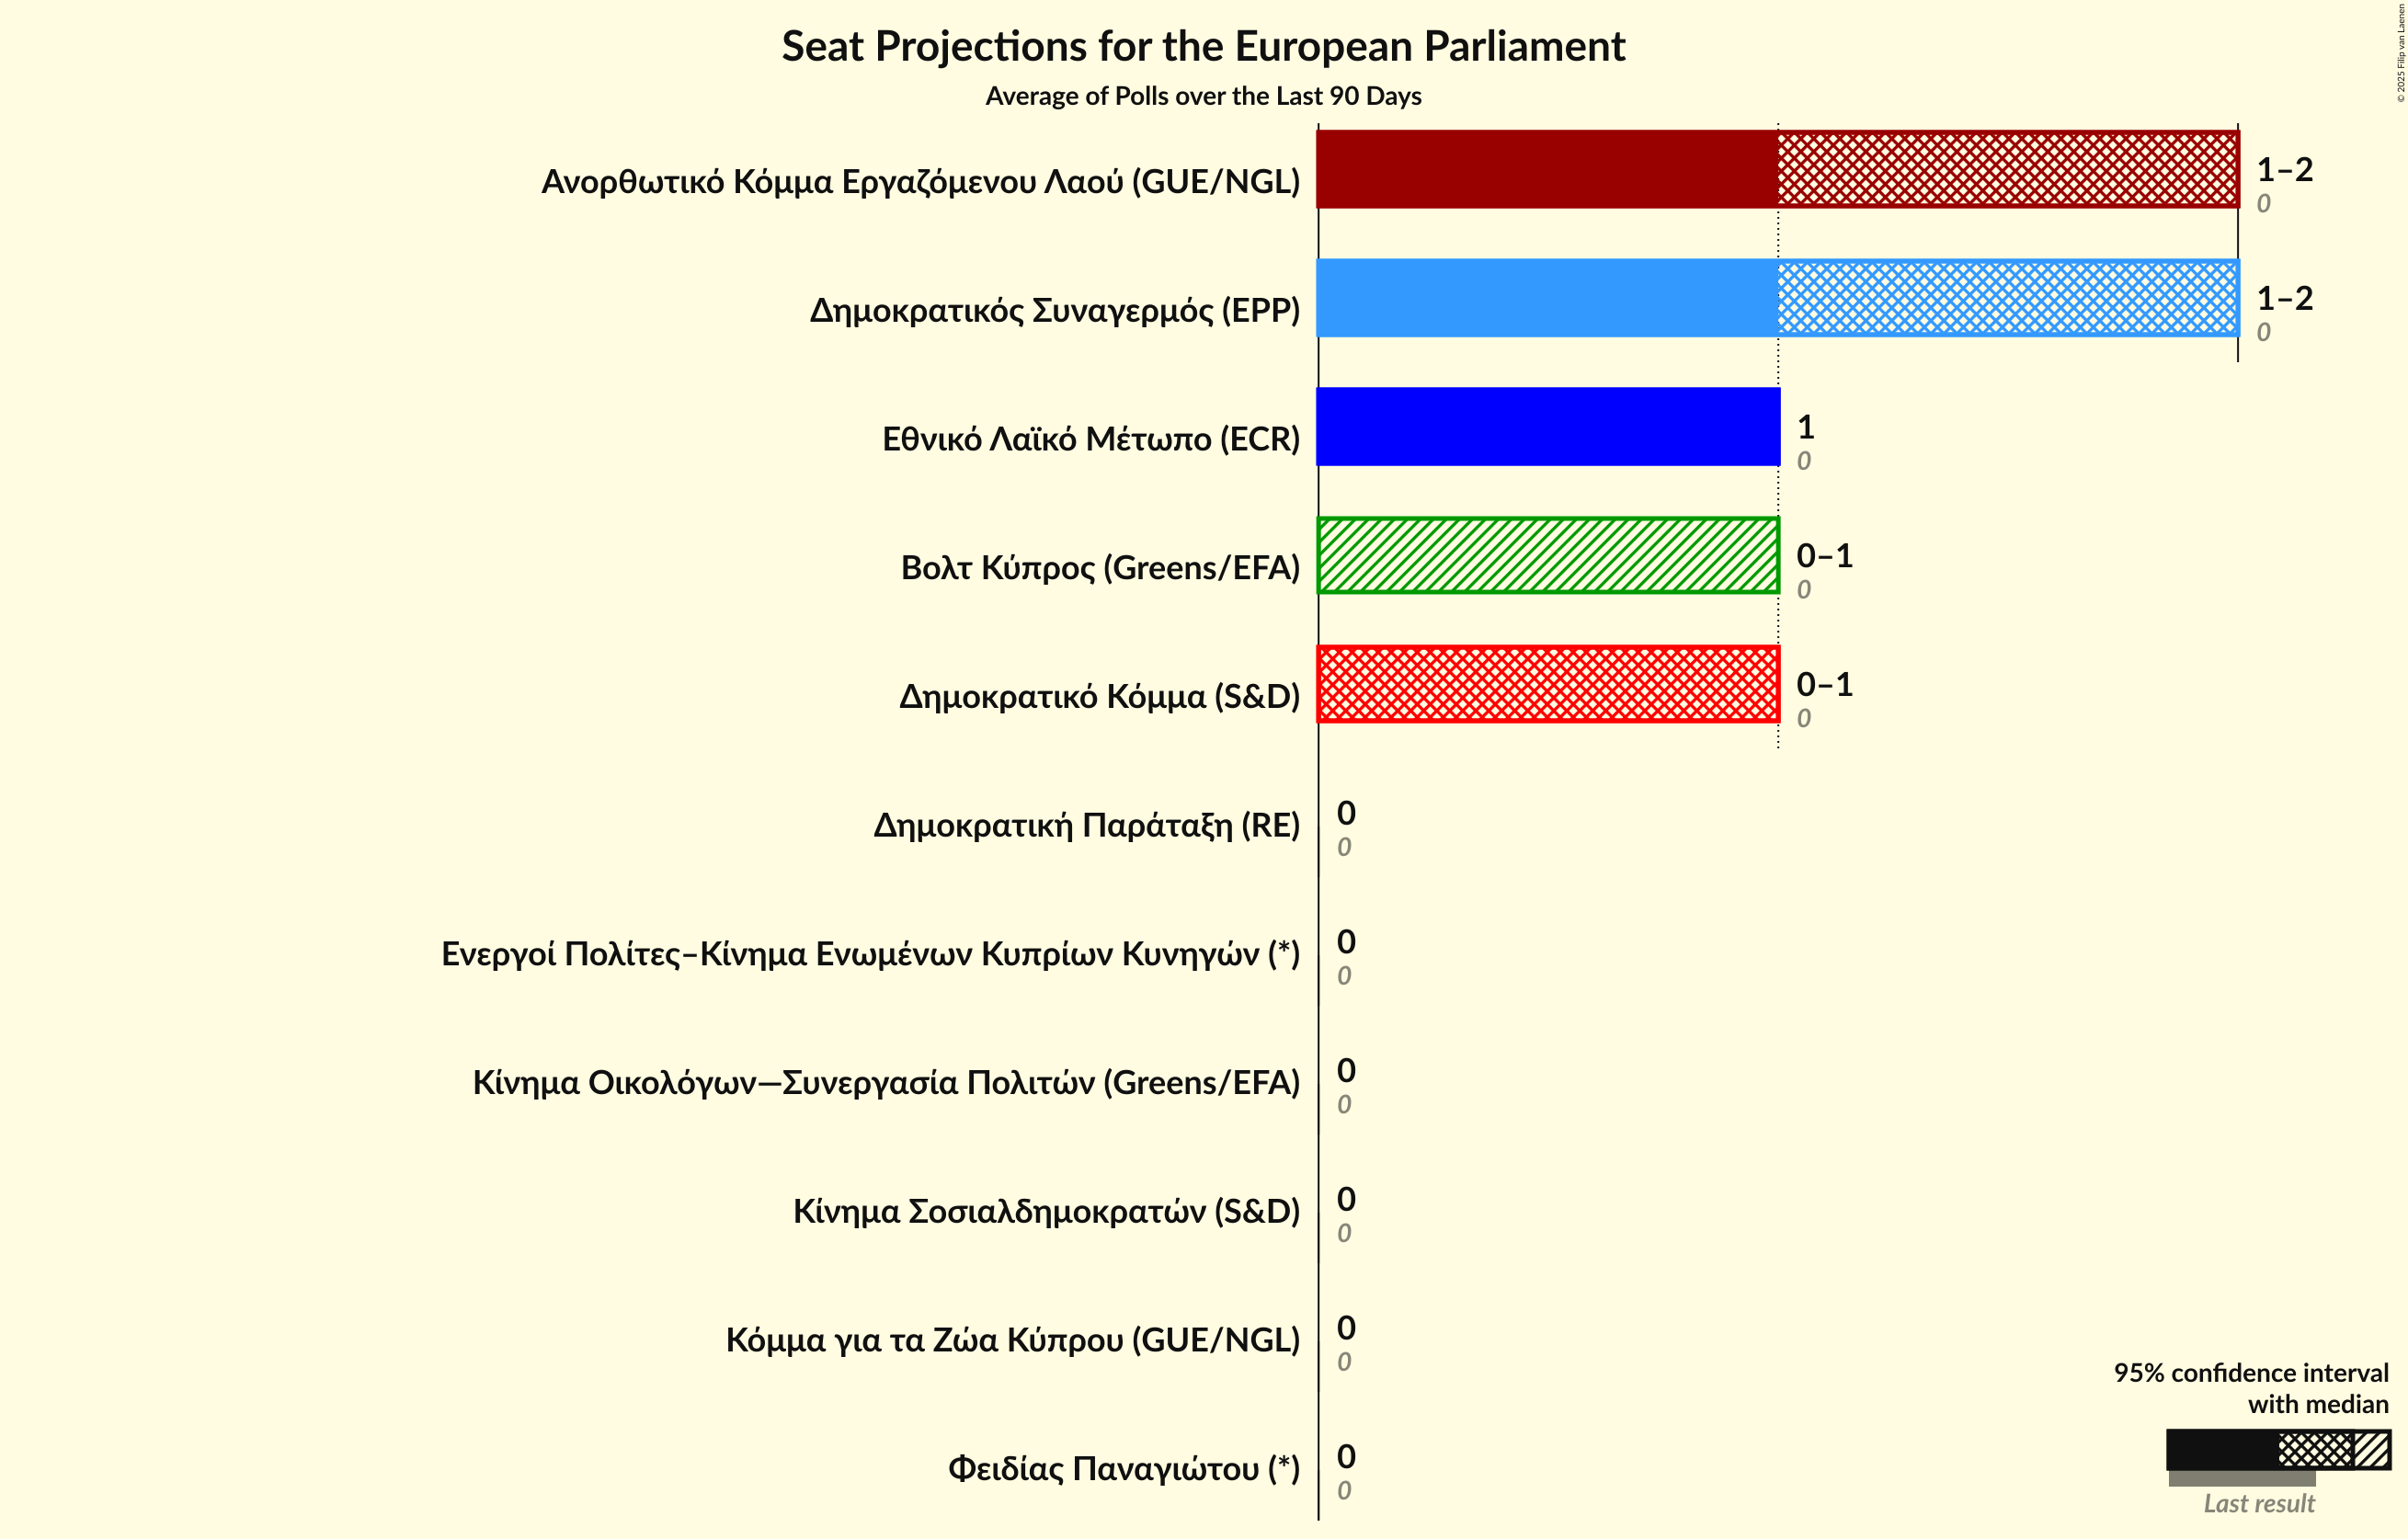 Seat Projections for the European Parliament
Average of Polls over the Last 90 Days
© 2025 Filip van Laenen
Ανορθωτικό Κόμμα Εργαζόμενου Λαού (GUE/NGL)
1–2
0
Δημοκρατικός Συναγερμός (EPP)
1–2
0
Εθνικό Λαϊκό Μέτωπο (ECR)
1
0
Βολτ Κύπρος (Greens/EFA)
0–1
0
Δημοκρατικό Κόμμα (S&D)
0–1
0
Δημοκρατική Παράταξη (RE)
0
0
Ενεργοί Πολίτες–Κίνημα Ενωμένων Κυπρίων Κυνηγών (*)
0
0
Κίνημα Οικολόγων—Συνεργασία Πολιτών (Greens/EFA)
0
0
Κίνημα Σοσιαλδημοκρατών (S&D)
0
0
Κόμμα για τα Ζώα Κύπρου (GUE/NGL)
0
0
Φειδίας Παναγιώτου (*)
0
0
95% confidence interval
with median
Last result